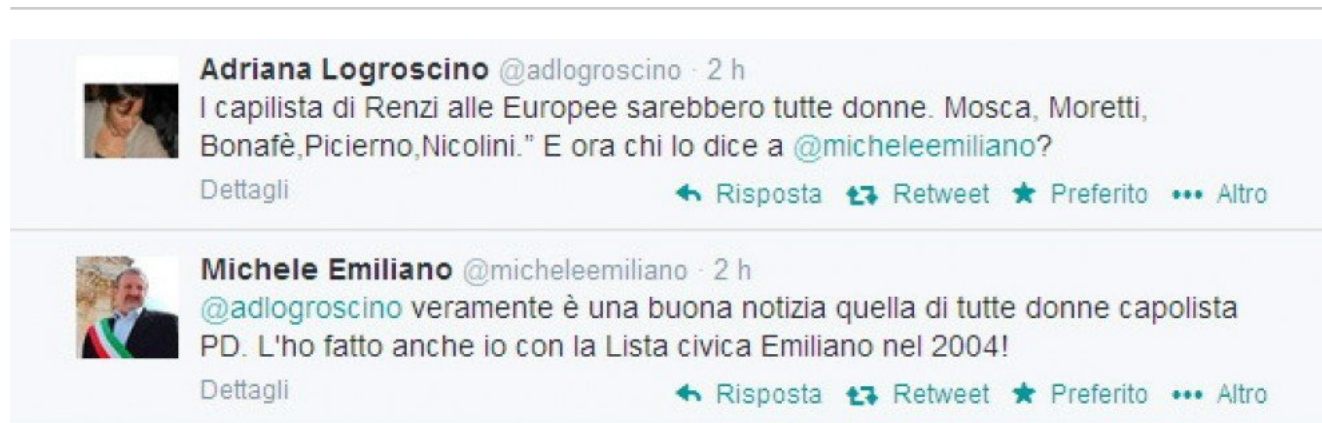 Adriana Logroscino @adlogroscino · 2 h
I capilista di Renzi alle Europee sarebbero tutte donne. Mosca, Moretti,
Bonafè,Picierno,Nicolini.” E ora chi lo dice a @micheleemiliano?
Dettagli Risposta Retweet Preferito Altro
Michele Emiliano @micheleemiliano · 2 h
@adlogroscino veramente è una buona notizia quella di tutte donne capolista
PD. L'ho fatto anche io con la Lista civica Emiliano nel 2004!
Dettagli Risposta Retweet Preferito Altro